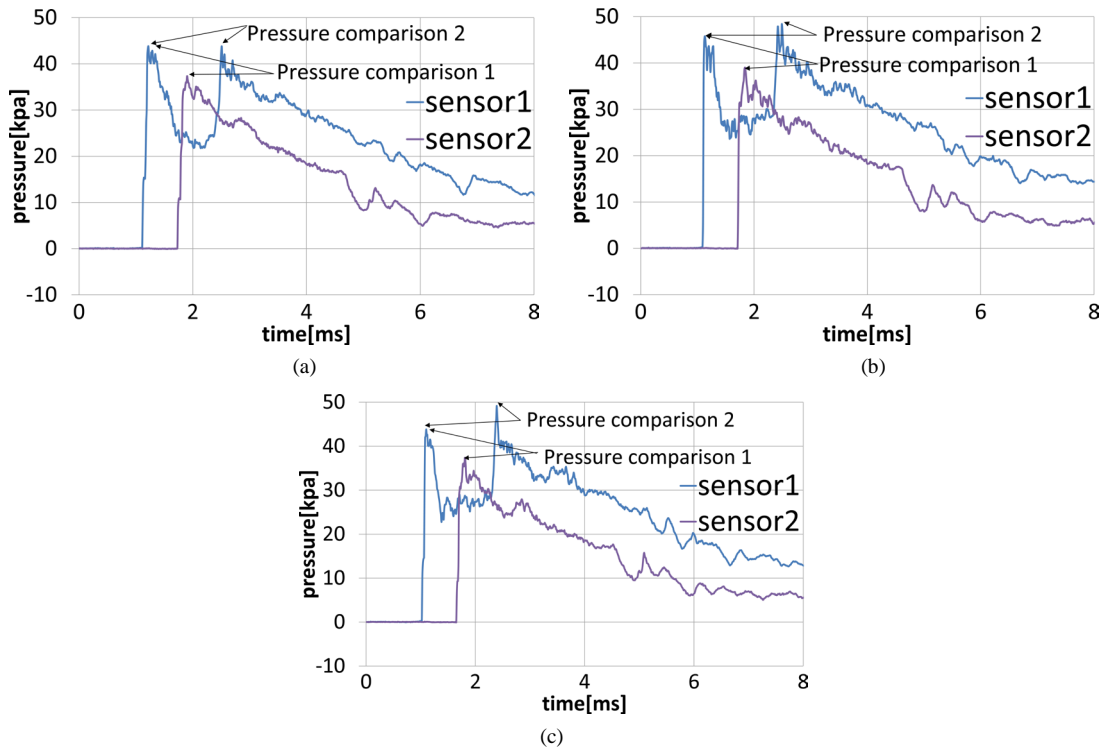 50
40
30
20
10
0
-10
pressure[kpa]
Pressure comparison 2
Pressure comparison 1
sensor1
sensor2
0 2 4 6 8
time[ms]
(a)
50
40
30
20
10
0
-10
pressure[kpa]
Pressure comparison 2
Pressure comparison 1
sensor1
sensor2
0 2 4 6 8
time[ms]
(b)
50
40
30
20
10
0
-10
pressure[kpa]
Pressure comparison 2
Pressure comparison 1
sensor1
sensor2
0 2 4 6 8
time[ms]
(c)